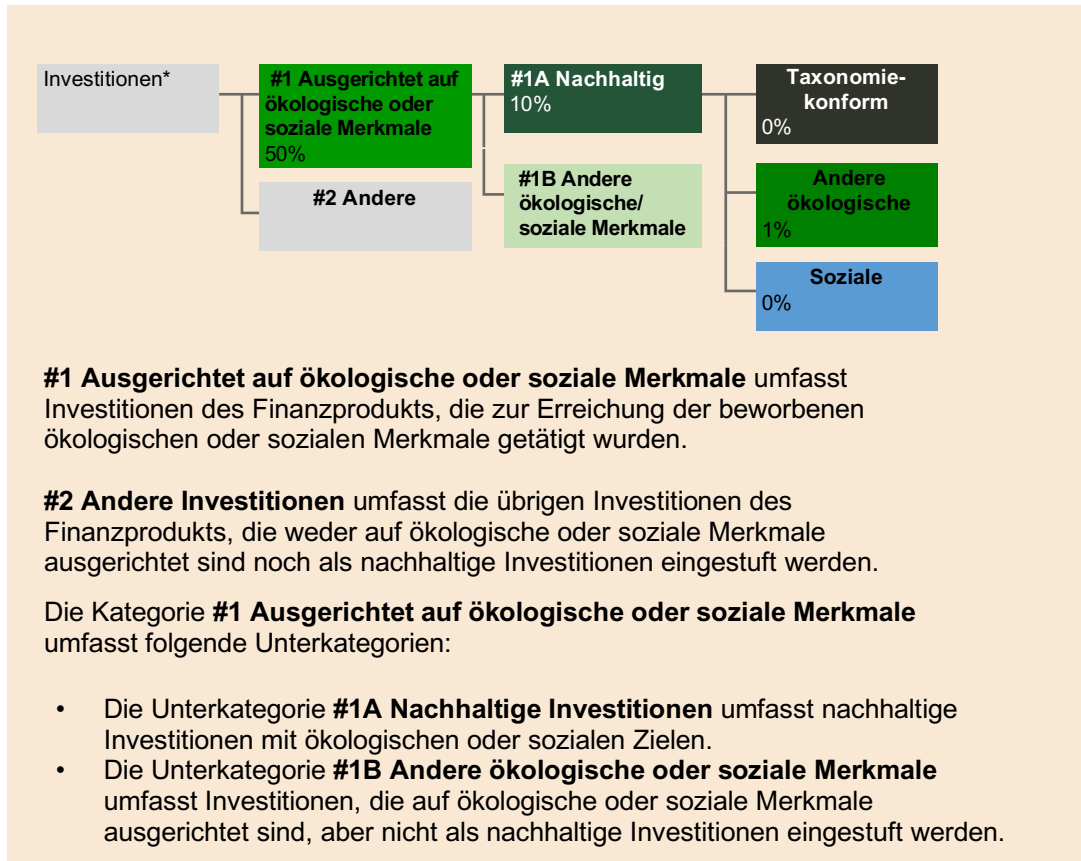 Investitionen*
#1 Ausgerichtet auf
ökologische oder
soziale Merkmale
50%
#2 Andere
#1A Nachhaltig
10%
#1B Andere
ökologische/
soziale Merkmale
Taxonomie-
konform
0%
Andere
ökologische
1%
Soziale
0%
#1 Ausgerichtet auf ökologische oder soziale Merkmale umfasst
Investitionen des Finanzprodukts, die zur Erreichung der beworbenen
ökologischen oder sozialen Merkmale getätigt wurden.
#2 Andere Investitionen umfasst die übrigen Investitionen des
Finanzprodukts, die weder auf ökologische oder soziale Merkmale
ausgerichtet sind noch als nachhaltige Investitionen eingestuft werden.
Die Kategorie #1 Ausgerichtet auf ökologische oder soziale Merkmale
umfasst folgende Unterkategorien:
• Die Unterkategorie #1A Nachhaltige Investitionen umfasst nachhaltige
Investitionen mit ökologischen oder sozialen Zielen.
• Die Unterkategorie #1B Andere ökologische oder soziale Merkmale
umfasst Investitionen, die auf ökologische oder soziale Merkmale
ausgerichtet sind, aber nicht als nachhaltige Investitionen eingestuft werden.